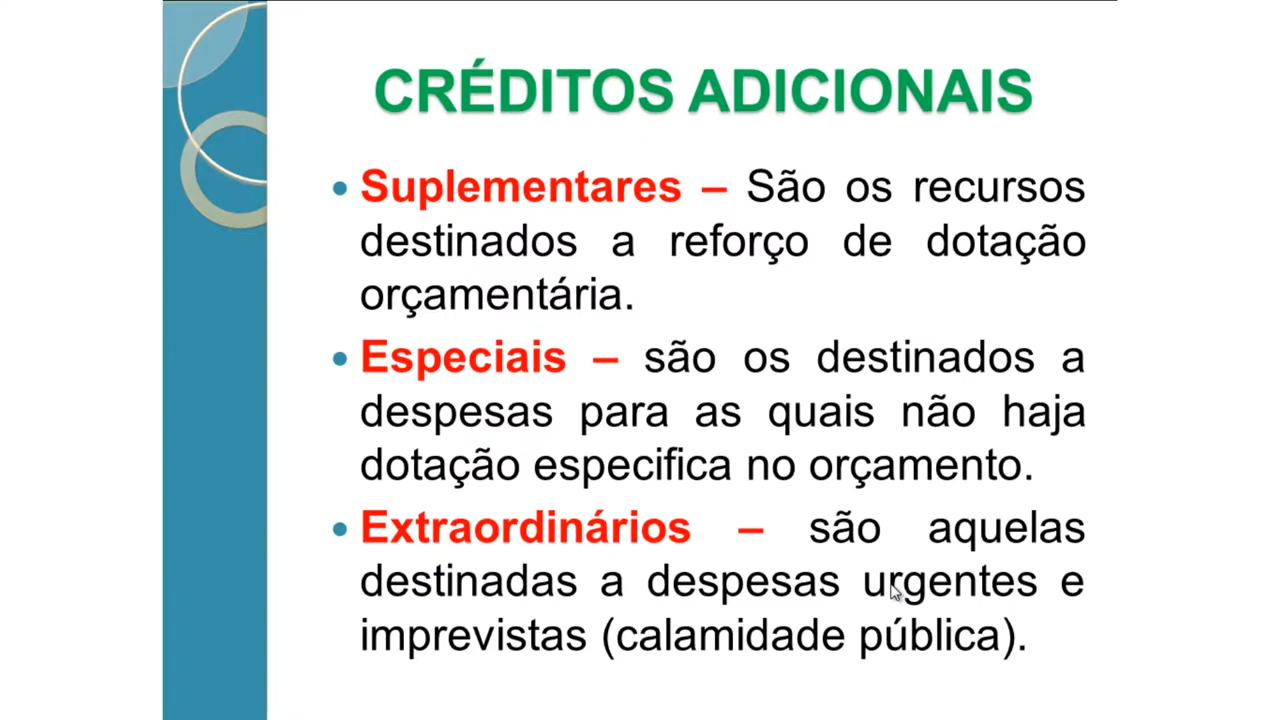 CRÉDITOS ADICIONAIS
• Suplementares – São os recursos
destinados a reforço de dotação
orçamentária.
• Especiais – são os destinados a
despesas para as quais não haja
dotação especifica no orçamento.
• Extraordinários – são aquelas
destinadas a despesas urgentes e
imprevistas (calamidade pública).